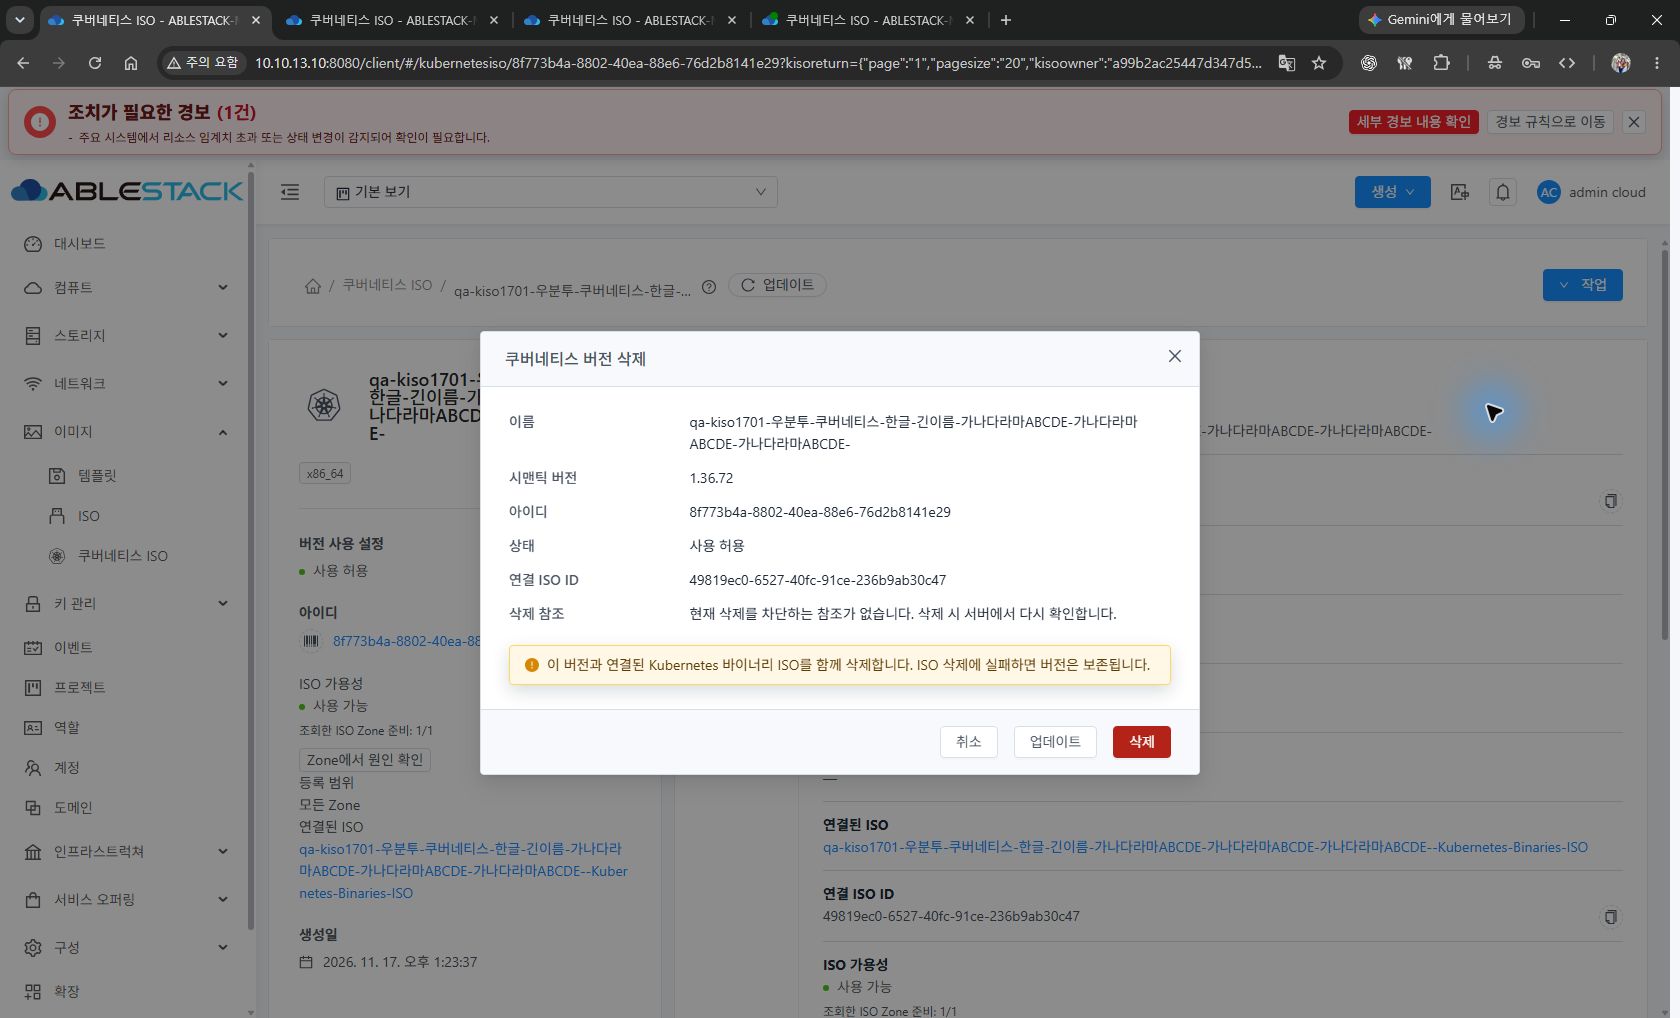 쿠버네티스 ISO - ABLESTACK-M
쿠버네티스 ISO - ABLESTACK-M
쿠버네티스 ISO - ABLESTACK-M
쿠버네티스 ISO - ABLESTACK-M
Gemini에게 물어보기
주의 요함
10.10.13.10:8080/client/#/kubernetesiso/8f773b4a-8802-40ea-88e6-76d2b8141e29?kisoreturn={"page":"1","pagesize":"20","kisoowner":"a99b2ac25447d347d5...
조치가 필요한 경보 (1건)
- 주요 시스템에서 리소스 임계치 초과 또는 상태 변경이 감지되어 확인이 필요합니다.
세부 경보 내용 확인
경보 규칙으로 이동
ABLESTACK
기본 보기
생성
AC admin cloud
대시보드
컴퓨트
스토리지
네트워크
이미지
템플릿
ISO
쿠버네티스 ISO
키 관리
이벤트
프로젝트
역할
계정
도메인
인프라스트럭쳐
서비스 오퍼링
구성
확장
/ 쿠버네티스 ISO / qa-kiso1701-우분투-쿠버네티스-한글-긴이름-가나다라마...
업데이트
작업
qa-kiso1701-우
한글-긴이름-가
나다라마ABCD
E-
x86_64
버전 사용 설정
사용 허용
아이디
8f773b4a-8802-40ea-88
ISO 가용성
사용 가능
조회한 ISO Zone 준비: 1/1
Zone에서 원인 확인
등록 범위
모든 Zone
연결된 ISO
qa-kiso1701-우분투-쿠버네티스-한글-긴이름-가나다라
마ABCDE-가나다라마ABCDE-가나다라마ABCDE--Kuber
netes-Binaries-ISO
생성일
2026. 11. 17. 오후 1:23:37
쿠버네티스 버전 삭제
이름
qa-kiso1701-우분투-쿠버네티스-한글-긴이름-가나다라마ABCDE-가나다라마
ABCDE-가나다라마ABCDE-
시맨틱 버전
1.36.72
아이디
8f773b4a-8802-40ea-88e6-76d2b8141e29
상태
사용 허용
연결 ISO ID
49819ec0-6527-40fc-91ce-236b9ab30c47
삭제 참조
현재 삭제를 차단하는 참조가 없습니다. 삭제 시 서버에서 다시 확인합니다.
이 버전과 연결된 Kubernetes 바이너리 ISO를 함께 삭제합니다. ISO 삭제에 실패하면 버전은 보존됩니다.
취소
업데이트
삭제
-가나다라마ABCDE-가나다라마ABCDE-
연결된 ISO
qa-kiso1701-우분투-쿠버네티스-한글-긴이름-가나다라마ABCDE-가나다라마ABCDE-가나다라마ABCDE--Kubernetes-Binaries-ISO
연결 ISO ID
49819ec0-6527-40fc-91ce-236b9ab30c47
ISO 가용성
사용 가능
조회한 ISO Zone 준비: 1/1